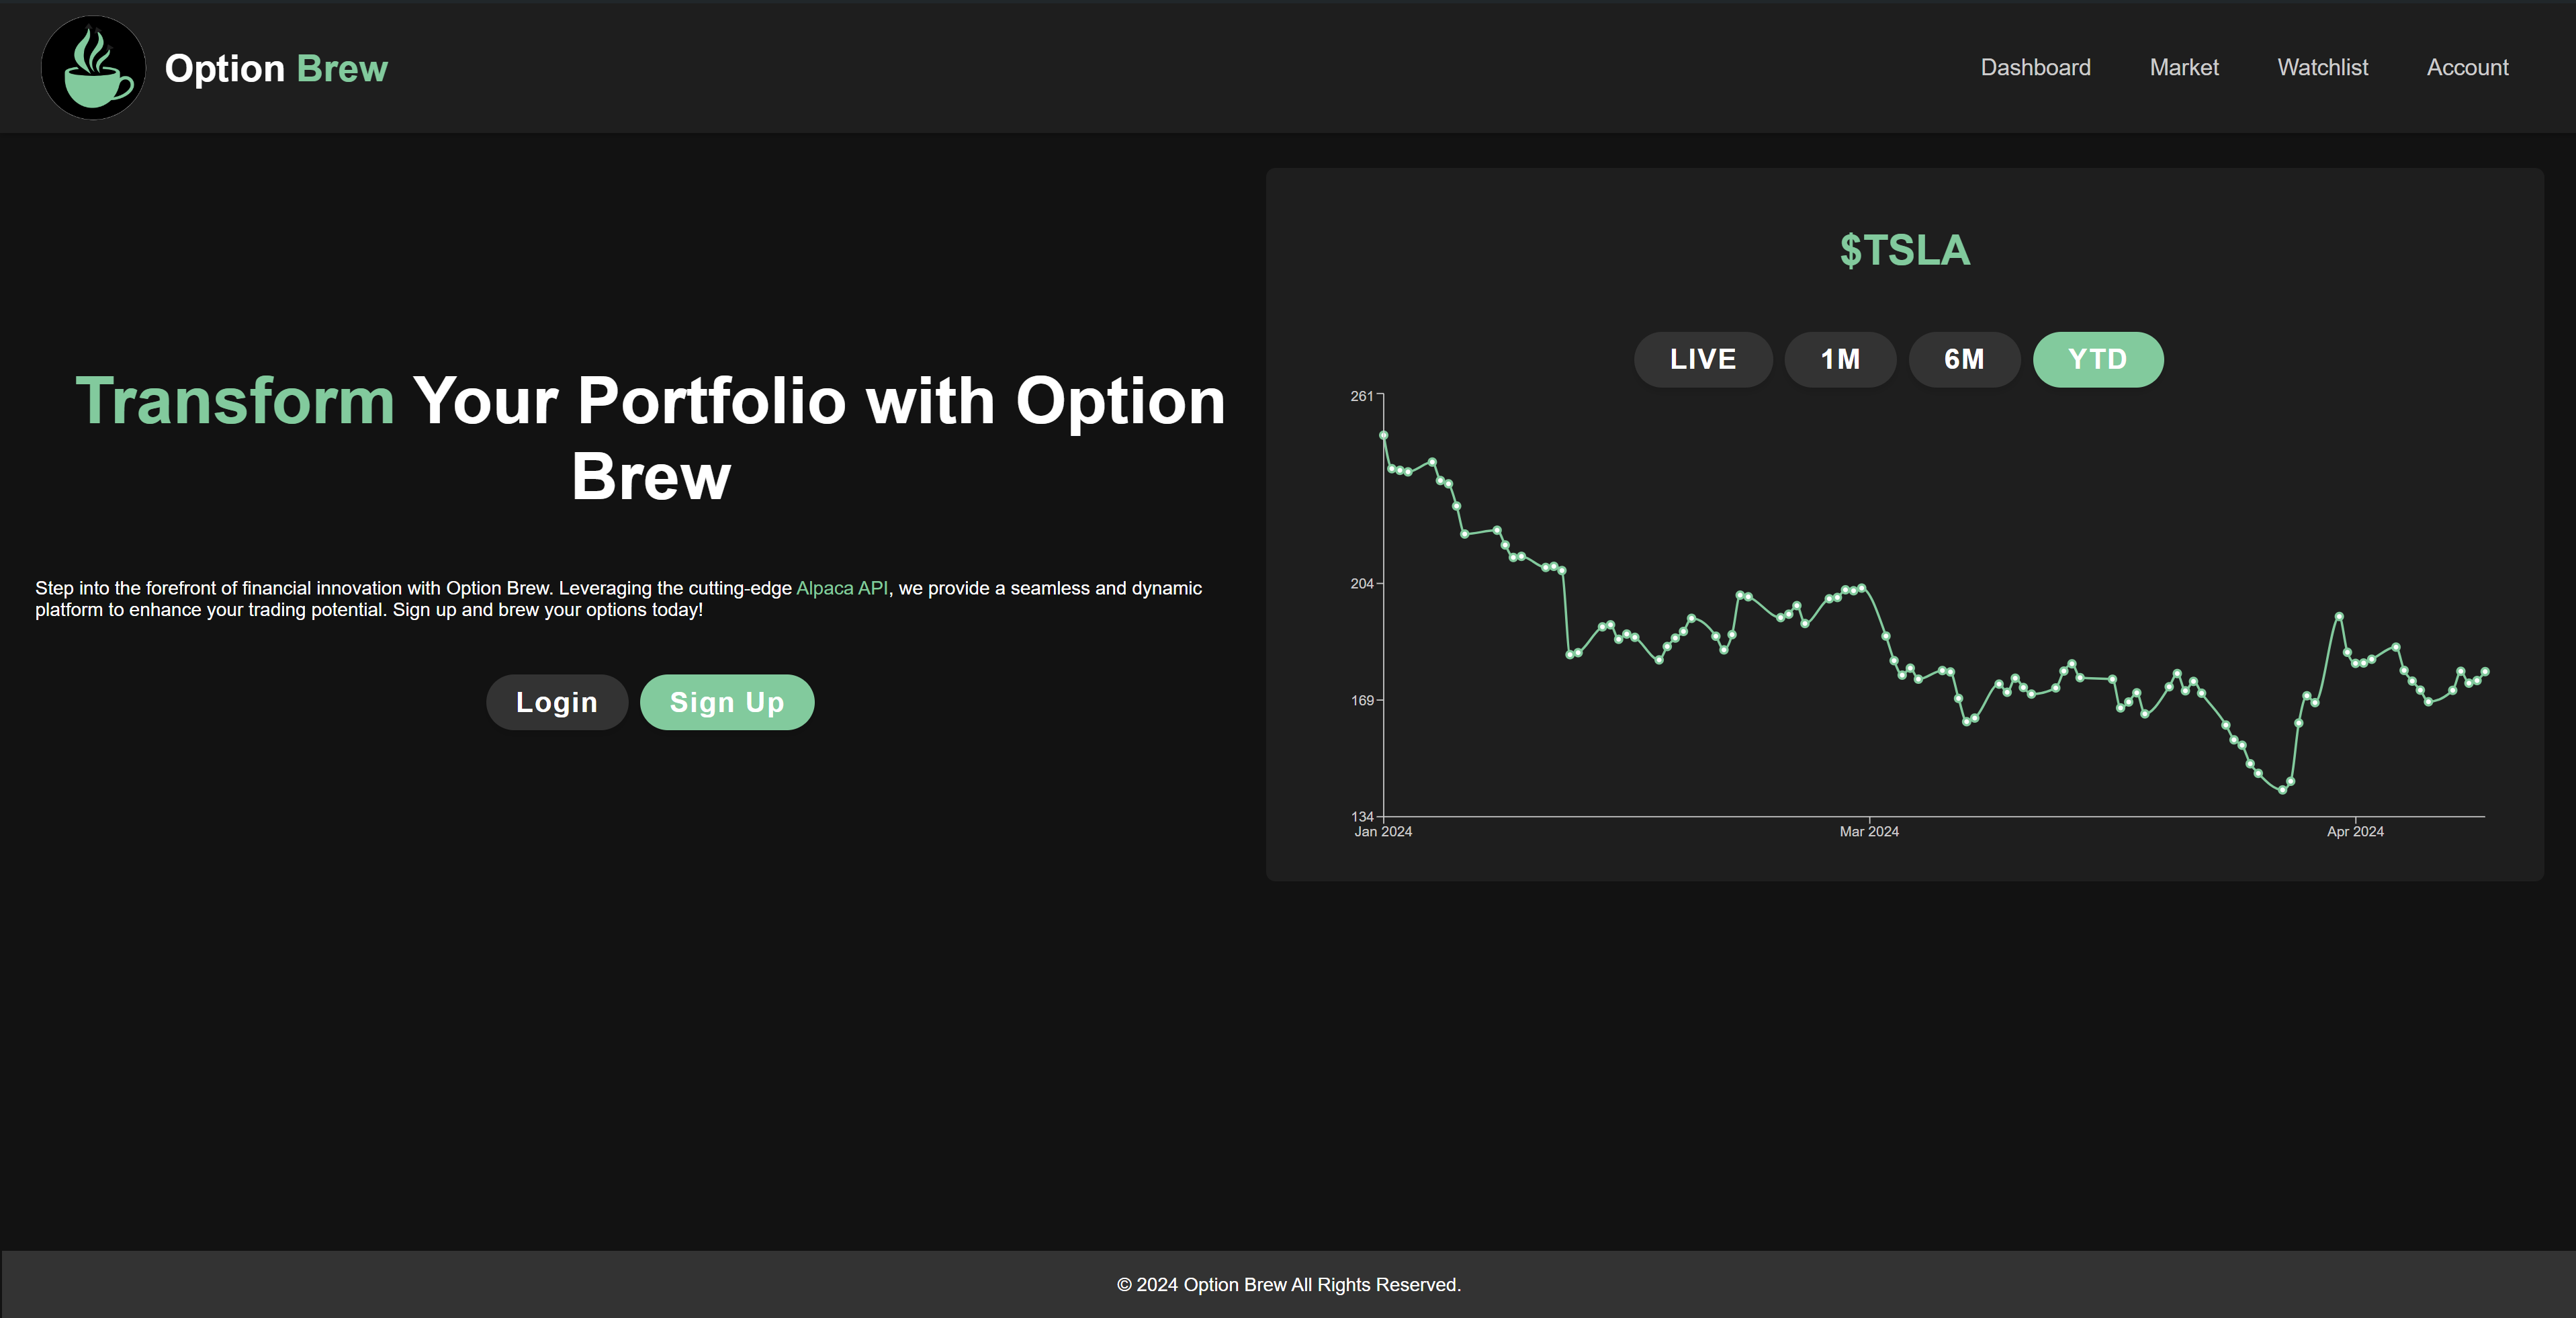 Option Brew
Dashboard Market Watchlist Account
Transform Your Portfolio with Option
Brew
Step into the forefront of financial innovation with Option Brew. Leveraging the cutting-edge Alpaca API, we provide a seamless and dynamic
platform to enhance your trading potential. Sign up and brew your options today!
Login Sign Up
$TSLA
LIVE 1M 6M YTD
261
204
169
134
Jan 2024 Mar 2024 Apr 2024
© 2024 Option Brew All Rights Reserved.